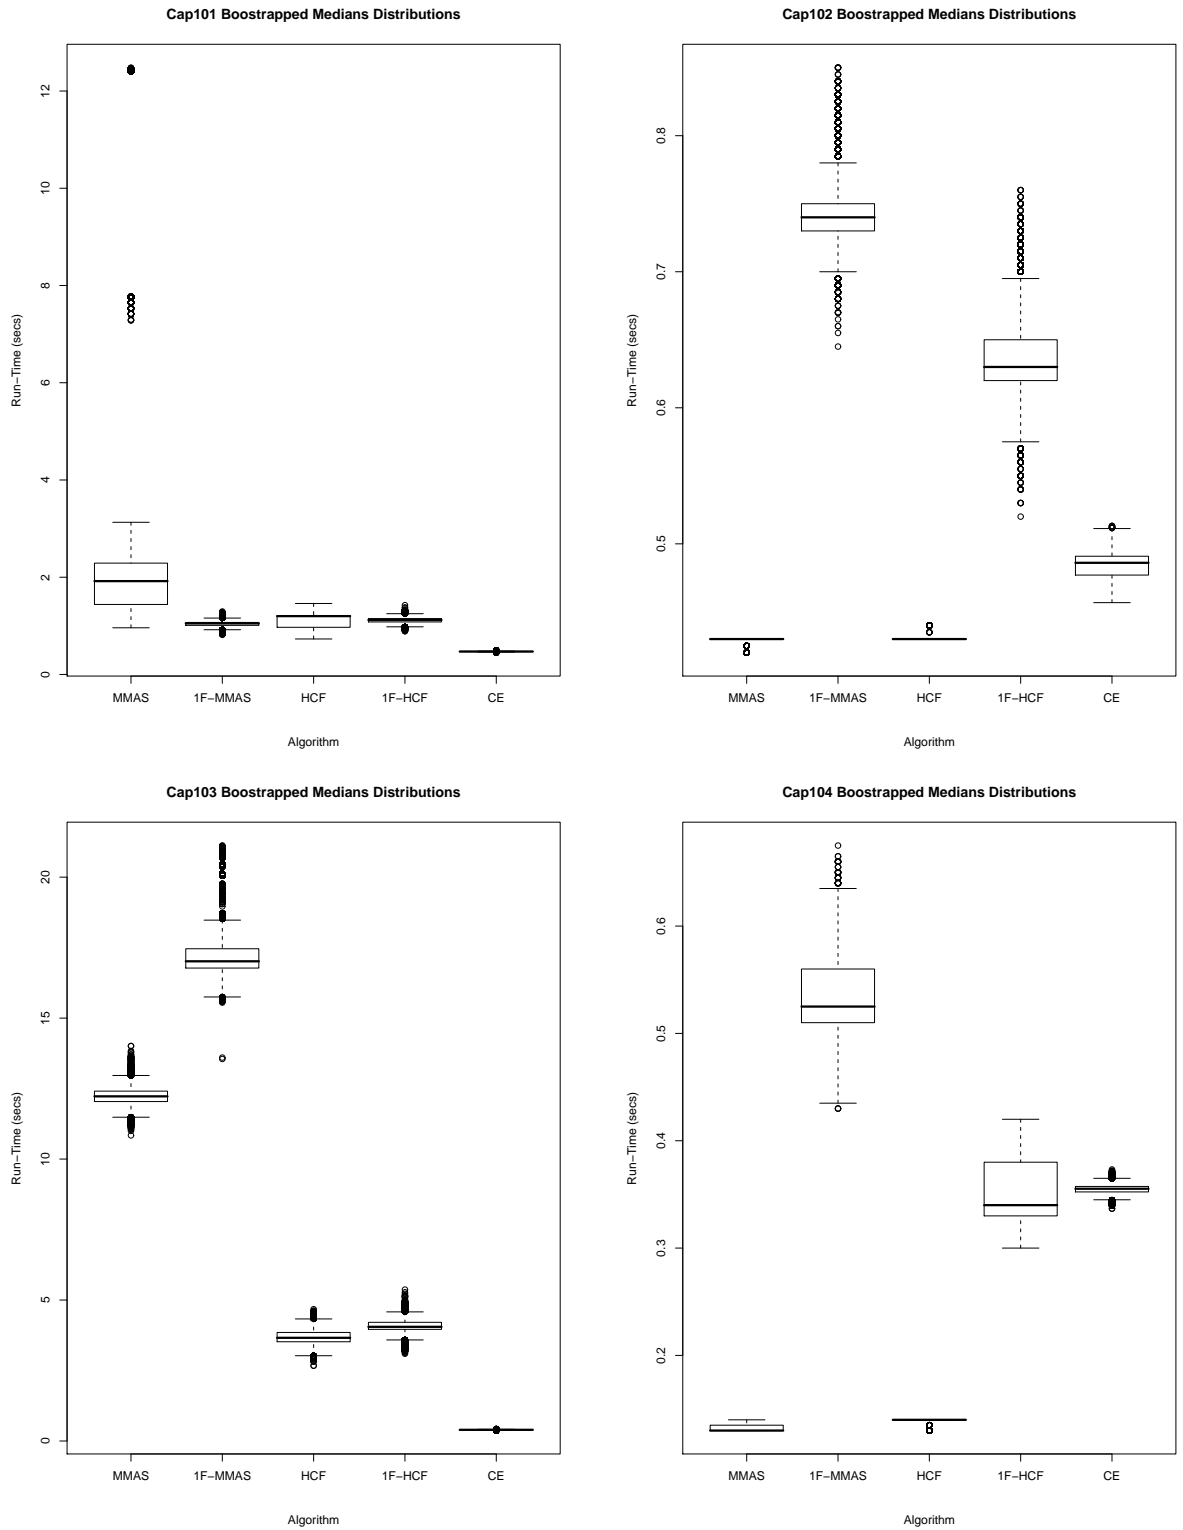 Cap101 Boostrapped Medians Distributions
Run−Time (secs)
12
10
8
6
4
2
0
MMAS 1F−MMAS HCF 1F−HCF CE
Algorithm
Cap102 Boostrapped Medians Distributions
Run−Time (secs)
0.8
0.7
0.6
0.5
MMAS 1F−MMAS HCF 1F−HCF CE
Algorithm
Cap103 Boostrapped Medians Distributions
Run−Time (secs)
20
15
10
5
0
MMAS 1F−MMAS HCF 1F−HCF CE
Algorithm
Cap104 Boostrapped Medians Distributions
Run−Time (secs)
0.6
0.5
0.4
0.3
0.2
MMAS 1F−MMAS HCF 1F−HCF CE
Algorithm